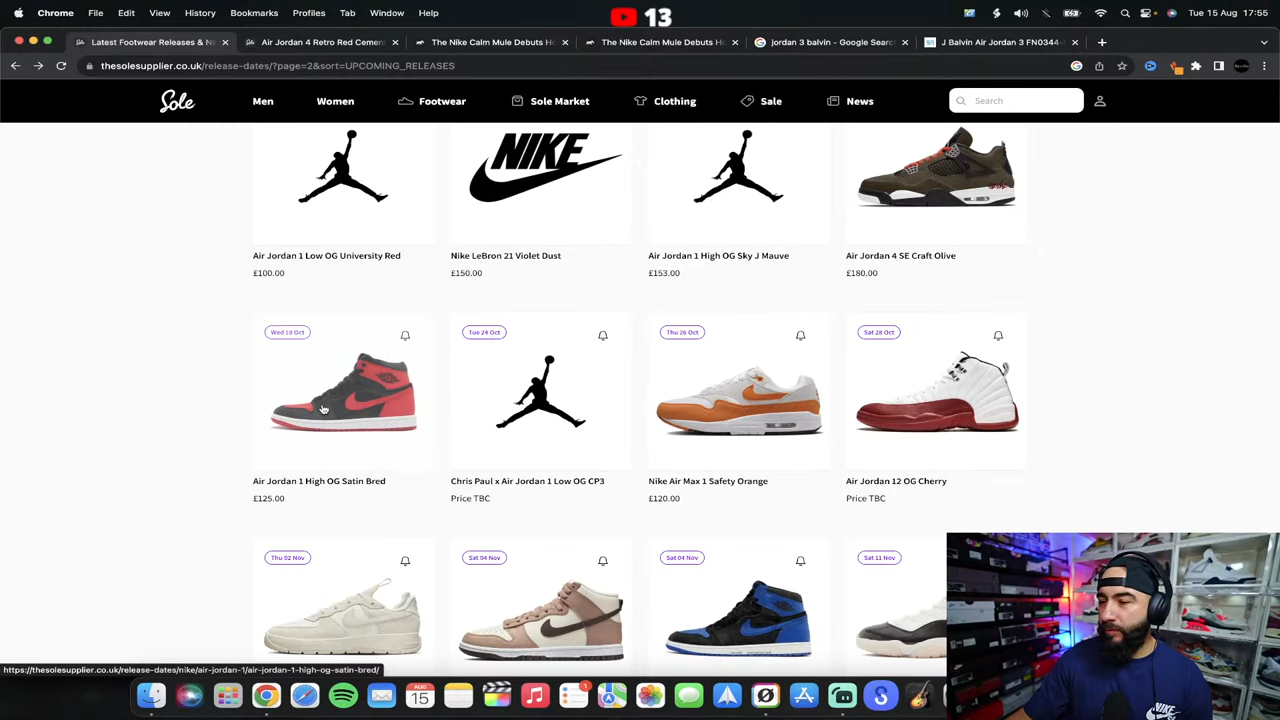 Chrome File Edit View History Bookmarks Profiles Tab Window Help
13
Tue 15 Aug 17:55
Latest Footwear Releases & Ne
Air Jordan 4 Retro Red Cement
The Nike Calm Mule Debuts He
The Nike Calm Mule Debuts He
jordan 3 balvin - Google Searc
J Balvin Air Jordan 3 FN0344-
thesolesupplier.co.uk/release-dates/?page=2&sort=UPCOMING_RELEASES
Sole
Men Women Footwear Sole Market Clothing Sale News
Search
NIKE
Air Jordan 1 Low OG University Red
£100.00
Nike LeBron 21 Violet Dust
£150.00
Air Jordan 1 High OG Sky J Mauve
£153.00
Air Jordan 4 SE Craft Olive
£180.00
Wed 18 Oct
Tue 24 Oct
Thu 26 Oct
Sat 28 Oct
Air Jordan 1 High OG Satin Bred
£125.00
Chris Paul x Air Jordan 1 Low OG CP3
Price TBC
Nike Air Max 1 Safety Orange
£120.00
Air Jordan 12 OG Cherry
Price TBC
Thu 02 Nov
Sat 04 Nov
Sat 04 Nov
Sat 11 Nov
https://thesolesupplier.co.uk/release-dates/nike/air-jordan-1/air-jordan-1-high-og-satin-bred/
AUG
15
1
NIKE